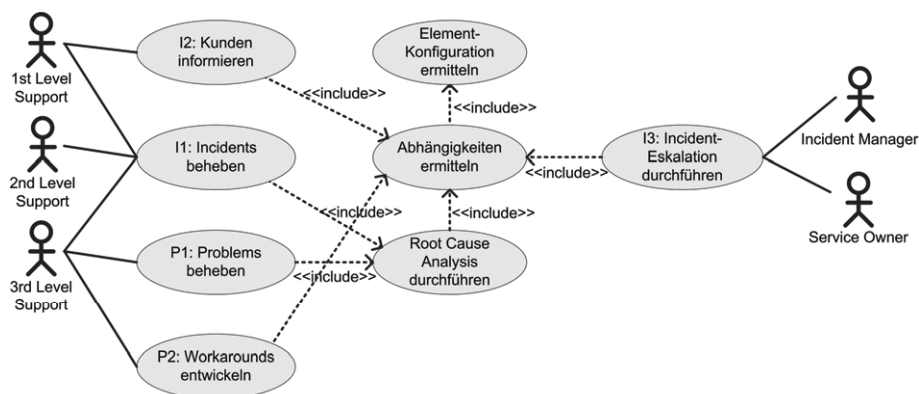 1st Level
Support
2nd Level
Support
3rd Level
Support
I2: Kunden
informieren
I1: Incidents
beheben
P1: Problems
beheben
P2: Workarounds
entwickeln
<<include>>
<<include>>
<<include>>
Element-
Konfiguration
ermitteln
<<include>>
Abhängigkeiten
ermitteln
<<include>>
Root Cause
Analysis
durchführen
<<include>>
I3: Incident-
Eskalation
durchführen
Incident Manager
Service Owner